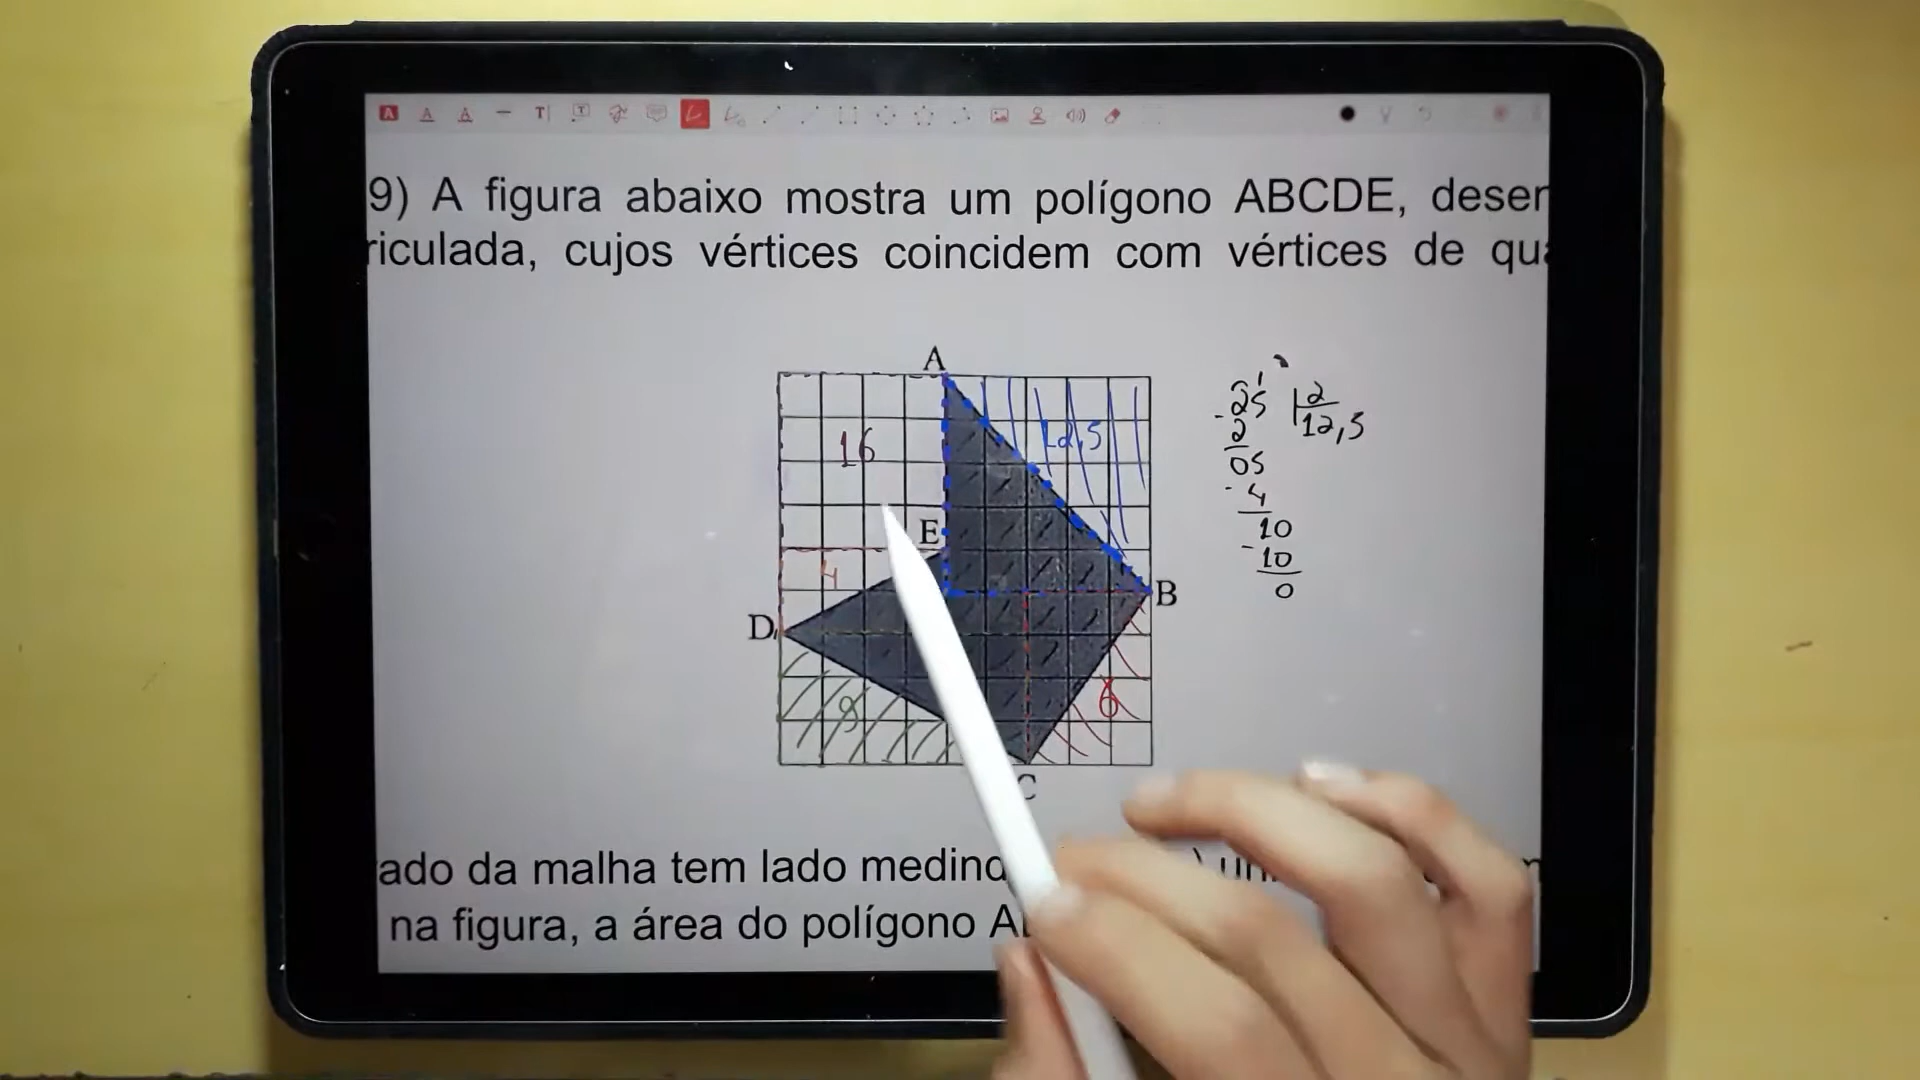 9) A figura abaixo mostra um polígono ABCDE, deser
riculada, cujos vértices coincidem com vértices de qua
A
16
12,5
E
4
B
D
9
6
C
25 2
2 12,5
05
- 4
10
- 10
0
ado da malha tem lado medind
na figura, a área do polígono A